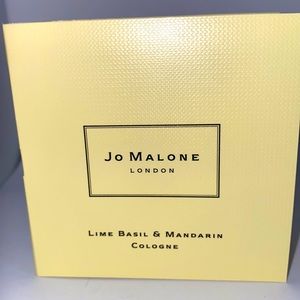 Jo Malone
London
Lime Basil & Mandarin
Cologne